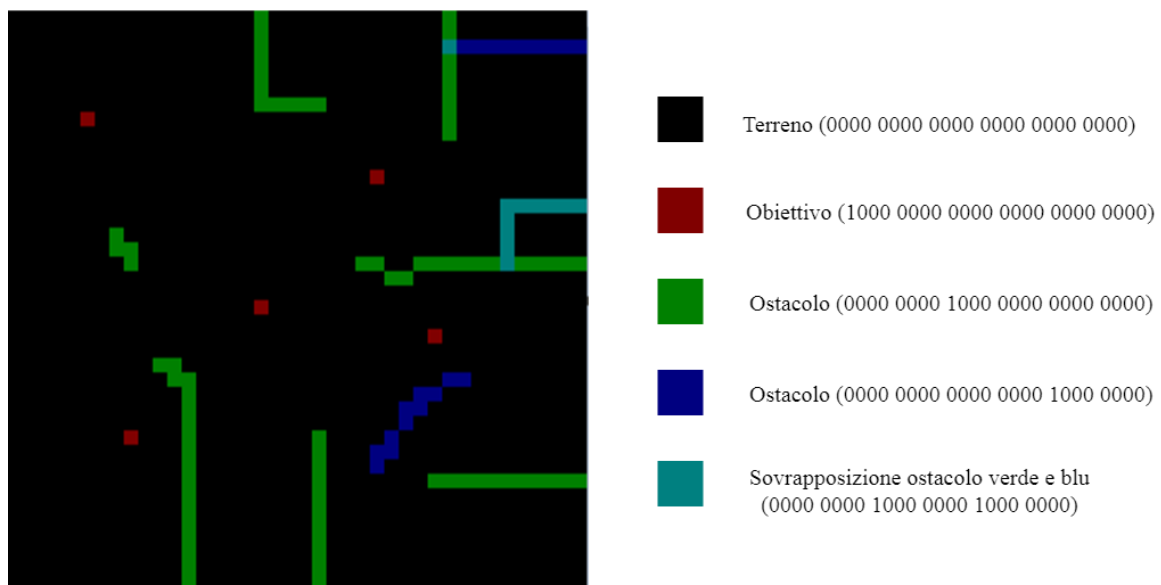 Terreno (0000 0000 0000 0000 0000 0000)
Obiettivo (1000 0000 0000 0000 0000 0000)
Ostacolo (0000 0000 1000 0000 0000 0000)
Ostacolo (0000 0000 0000 0000 1000 0000)
Sovrapposizione ostacolo verde e blu
(0000 0000 1000 0000 1000 0000)